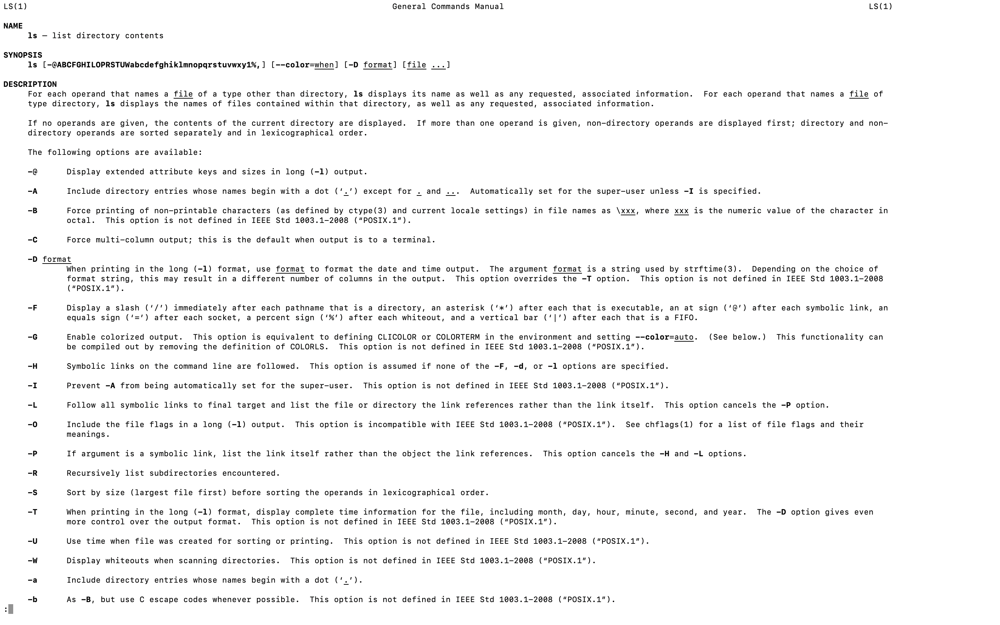 LS(1) General Commands Manual LS(1)
NAME
ls – list directory contents
SYNOPSIS
ls [-@ABCFGHILOPRSTUWabcdefghiklmnopqrstuvwxy1%,] [--color=when] [-D format] [file ...]
DESCRIPTION
For each operand that names a file of a type other than directory, ls displays its name as well as any requested, associated information.  For each operand that names a file of
type directory, ls displays the names of files contained within that directory, as well as any requested, associated information.
If no operands are given, the contents of the current directory are displayed.  If more than one operand is given, non-directory operands are displayed first; directory and non-
directory operands are sorted separately and in lexicographical order.
The following options are available:
-@ Display extended attribute keys and sizes in long (-l) output.
-A Include directory entries whose names begin with a dot (‘.’) except for . and ...  Automatically set for the super-user unless -I is specified.
-B Force printing of non-printable characters (as defined by ctype(3) and current locale settings) in file names as \xxx, where xxx is the numeric value of the character in
octal.  This option is not defined in IEEE Std 1003.1-2008 (“POSIX.1”).
-C Force multi-column output; this is the default when output is to a terminal.
-D format
When printing in the long (-l) format, use format to format the date and time output.  The argument format is a string used by strftime(3).  Depending on the choice of
format string, this may result in a different number of columns in the output.  This option overrides the -T option.  This option is not defined in IEEE Std 1003.1-2008
(“POSIX.1”).
-F Display a slash (‘/’) immediately after each pathname that is a directory, an asterisk (‘*’) after each that is executable, an at sign (‘@’) after each symbolic link, an
equals sign (‘=’) after each socket, a percent sign (‘%’) after each whiteout, and a vertical bar (‘|’) after each that is a FIFO.
-G Enable colorized output.  This option is equivalent to defining CLICOLOR or COLORTERM in the environment and setting --color=auto.  (See below.)  This functionality can
be compiled out by removing the definition of COLORLS.  This option is not defined in IEEE Std 1003.1-2008 (“POSIX.1”).
-H Symbolic links on the command line are followed.  This option is assumed if none of the -F, -d, or -l options are specified.
-I Prevent -A from being automatically set for the super-user.  This option is not defined in IEEE Std 1003.1-2008 (“POSIX.1”).
-L Follow all symbolic links to final target and list the file or directory the link references rather than the link itself.  This option cancels the -P option.
-O Include the file flags in a long (-l) output.  This option is incompatible with IEEE Std 1003.1-2008 (“POSIX.1”).  See chflags(1) for a list of file flags and their
meanings.
-P If argument is a symbolic link, list the link itself rather than the object the link references.  This option cancels the -H and -L options.
-R Recursively list subdirectories encountered.
-S Sort by size (largest file first) before sorting the operands in lexicographical order.
-T When printing in the long (-l) format, display complete time information for the file, including month, day, hour, minute, second, and year.  The -D option gives even
more control over the output format.  This option is not defined in IEEE Std 1003.1-2008 (“POSIX.1”).
-U Use time when file was created for sorting or printing.  This option is not defined in IEEE Std 1003.1-2008 (“POSIX.1”).
-W Display whiteouts when scanning directories.  This option is not defined in IEEE Std 1003.1-2008 (“POSIX.1”).
-a Include directory entries whose names begin with a dot (‘.’).
-b As -B, but use C escape codes whenever possible.  This option is not defined in IEEE Std 1003.1-2008 (“POSIX.1”).
: